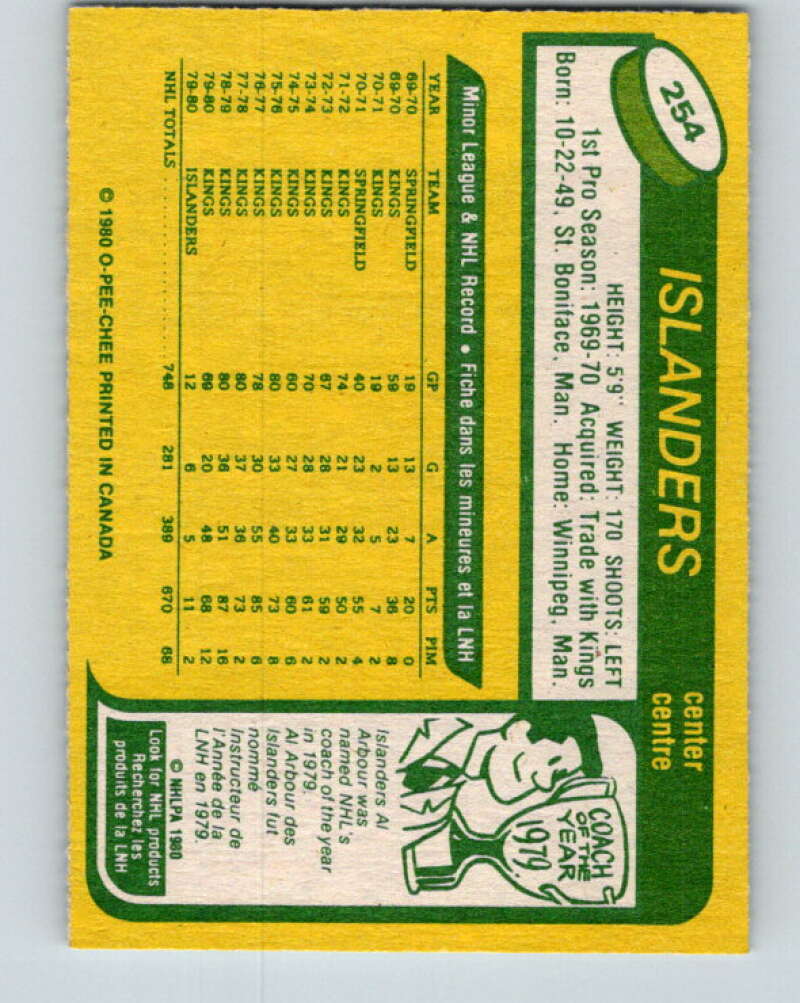 254
ISLANDERS
center
centre
HEIGHT: 5'9" WEIGHT: 170 SHOOTS: LEFT
1st Pro Season: 1969-70 Acquired: Trade with Kings
Born: 10-22-49, St. Boniface, Man. Home: Winnipeg, Man.
Minor League & NHL Record • Fiche dans les mineures et la LNH
YEAR TEAM GP G A PTS PIM
69-70 SPRINGFIELD 19 13 7 20 0
69-70 KINGS 59 13 23 36 8
70-71 KINGS 19 2 5 7 2
70-71 SPRINGFIELD 40 23 32 55 4
71-72 KINGS 74 21 29 50 2
72-73 KINGS 67 28 31 59 2
73-74 KINGS 70 28 33 61 2
74-75 KINGS 60 27 33 60 6
75-76 KINGS 80 33 40 73 8
76-77 KINGS 78 30 55 85 6
77-78 KINGS 80 37 36 73 2
78-79 KINGS 80 36 51 87 16
79-80 KINGS 69 20 48 68 12
79-80 ISLANDERS 12 6 5 11 2
NHL TOTALS 748 281 389 670 68
© 1980 O-PEE-CHEE PRINTED IN CANADA
COACH
OF THE
YEAR
1979
Islanders Al
Arbour was
named NHL's
coach of the year
in 1979.
Al Arbour des
Islanders fut
nommé
Instructeur de
l'Année de la
LNH en 1979.
© NHLPA 1980
Look for NHL products
Recherchez les
produits de la LNH